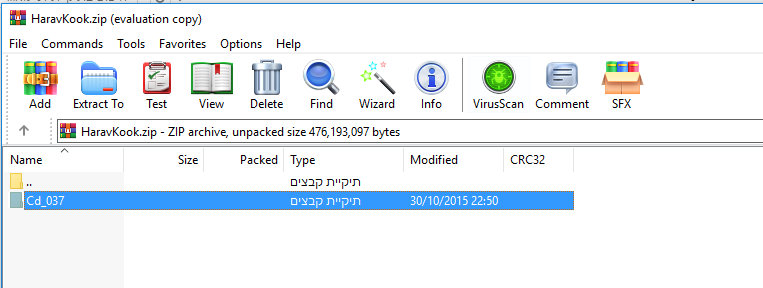 HaravKook.zip (evaluation copy)
File Commands Tools Favorites Options Help
Add Extract To Test View Delete Find Wizard Info VirusScan Comment SFX
HaravKook.zip - ZIP archive, unpacked size 476,193,097 bytes
Name Size Packed Type Modified CRC32
.. תיקיית קבצים
Cd_037 תיקיית קבצים 30/10/2015 22:50